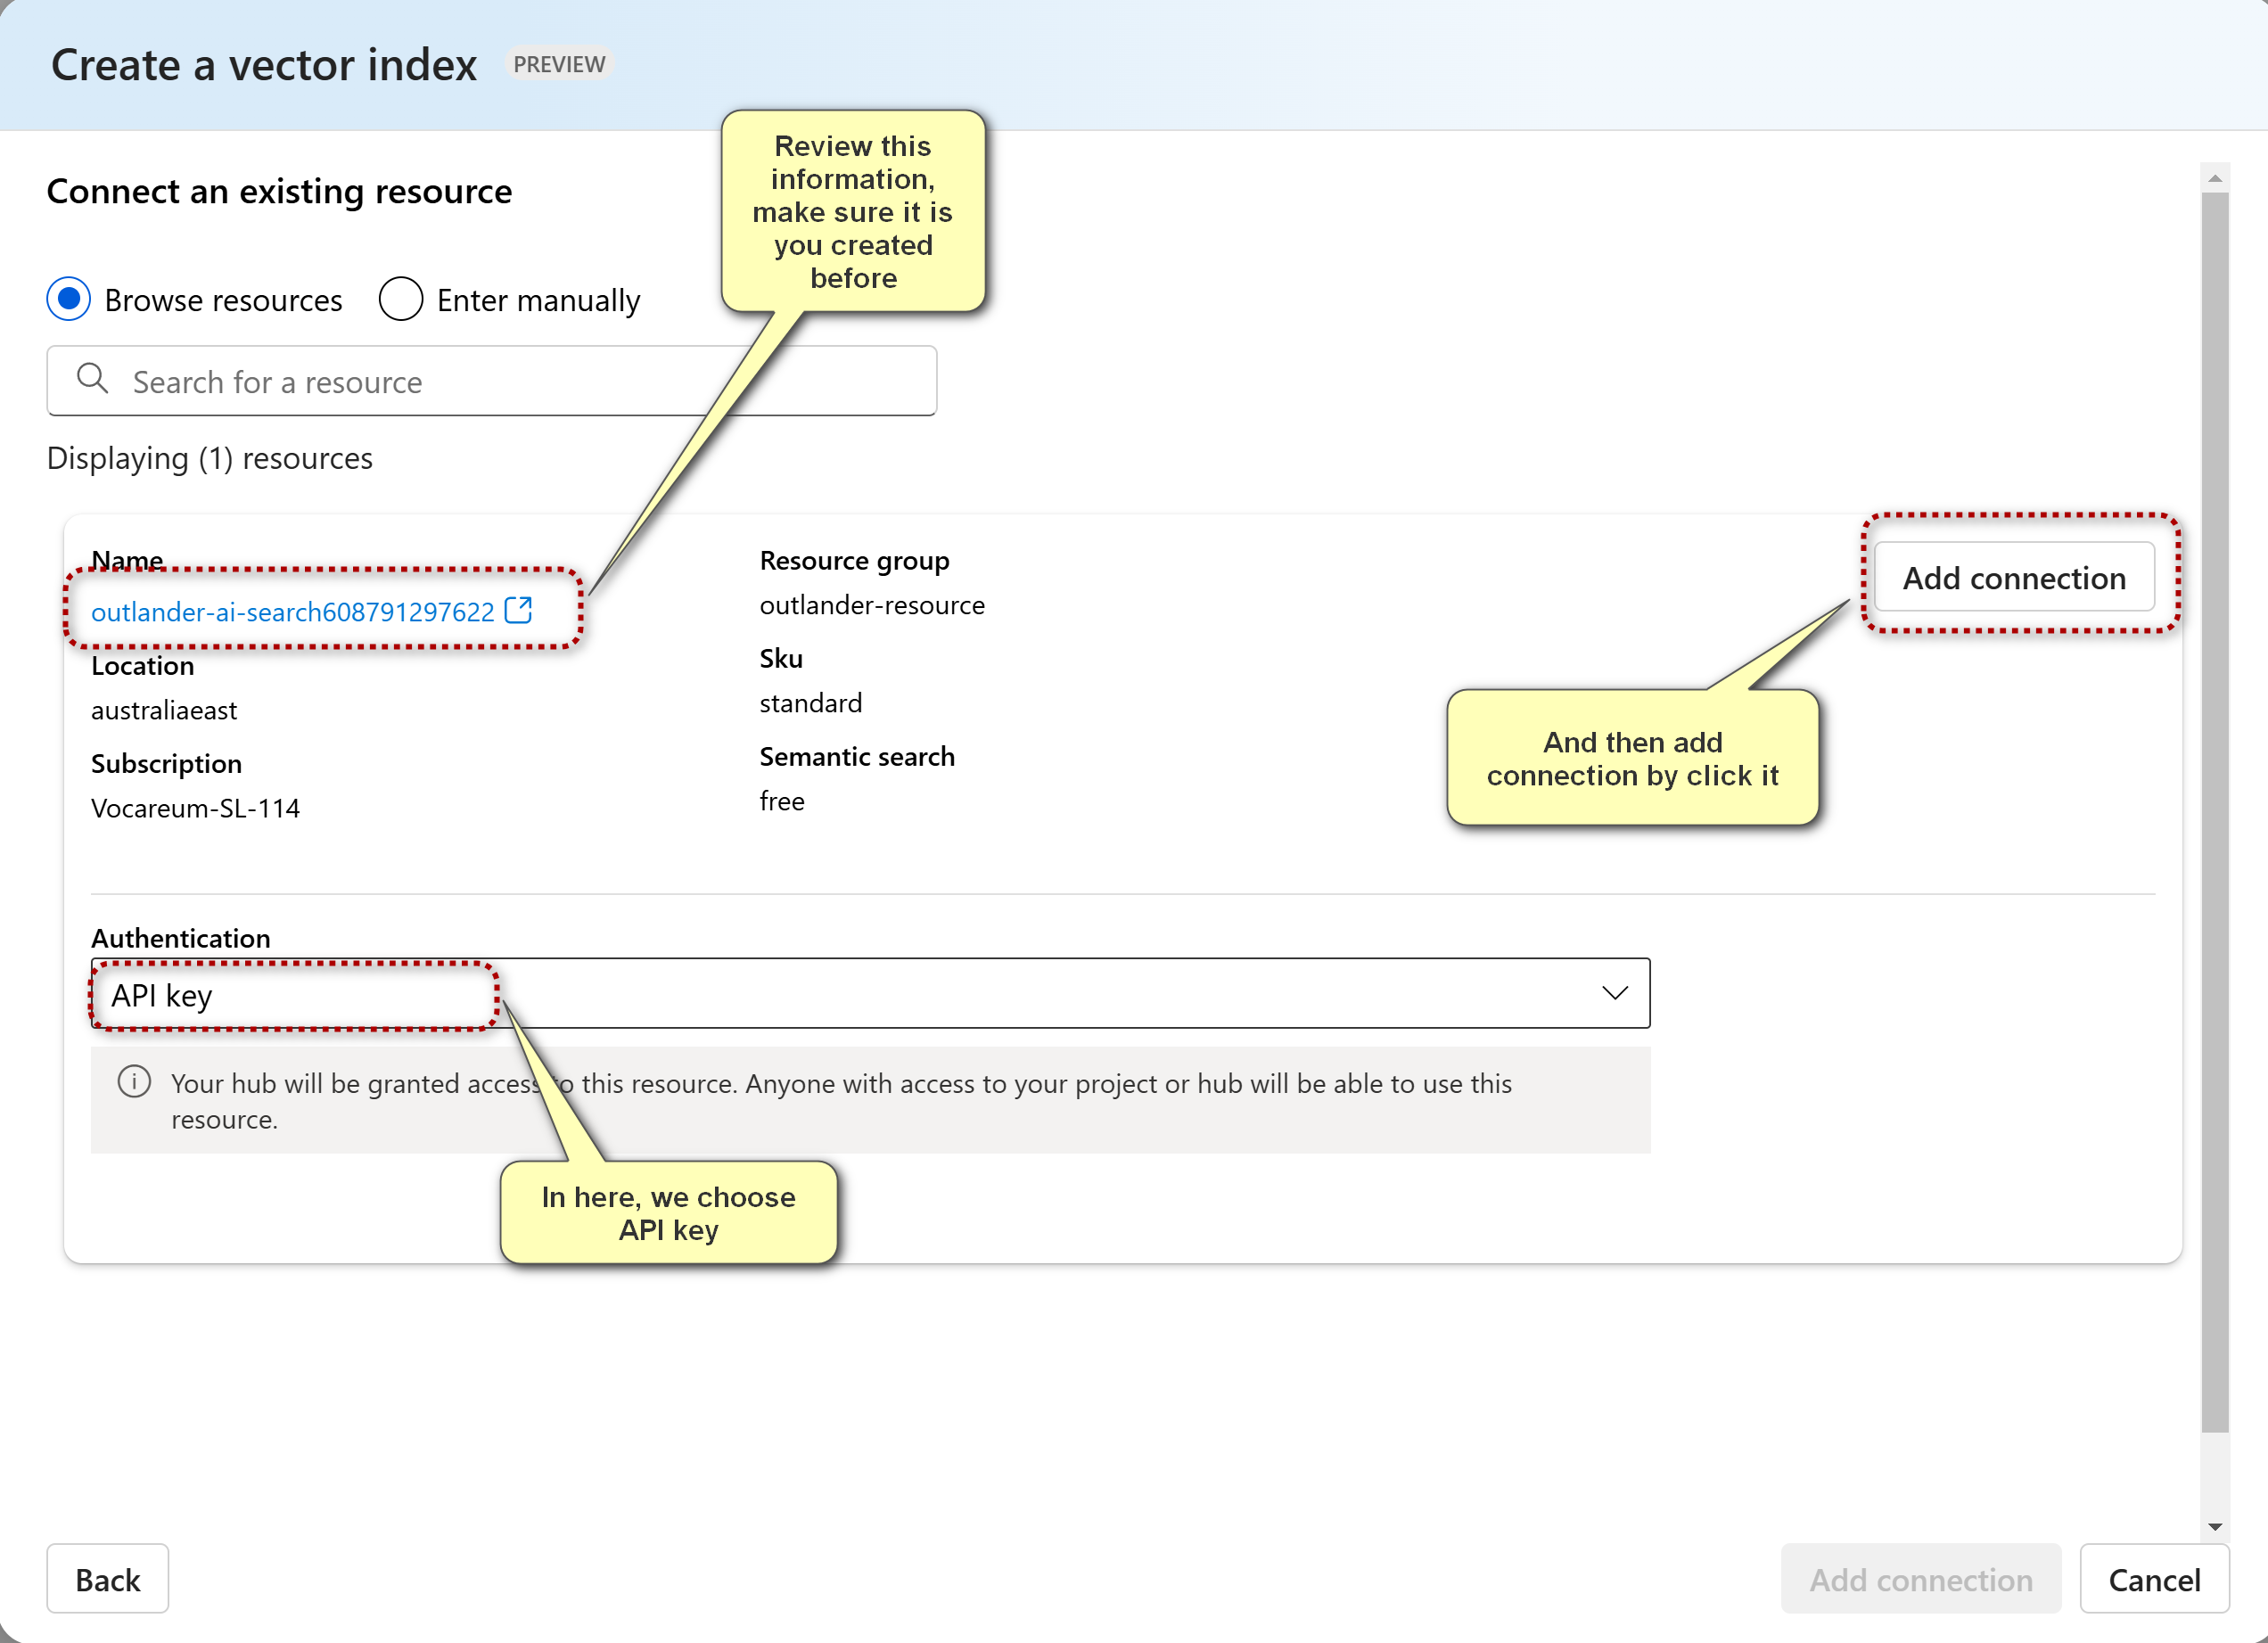 Create a vector index PREVIEW
Review this
information,
make sure it is
you created
before
Connect an existing resource
Browse resources Enter manually
Search for a resource
Displaying (1) resources
Name
outlander-ai-search608791297622
Location
australiaeast
Subscription
Vocareum-SL-114
Resource group
outlander-resource
Sku
standard
Semantic search
free
Add connection
And then add
connection by click it
Authentication
API key
Your hub will be granted access to this resource. Anyone with access to your project or hub will be able to use this
resource.
In here, we choose
API key
Back
Add connection
Cancel